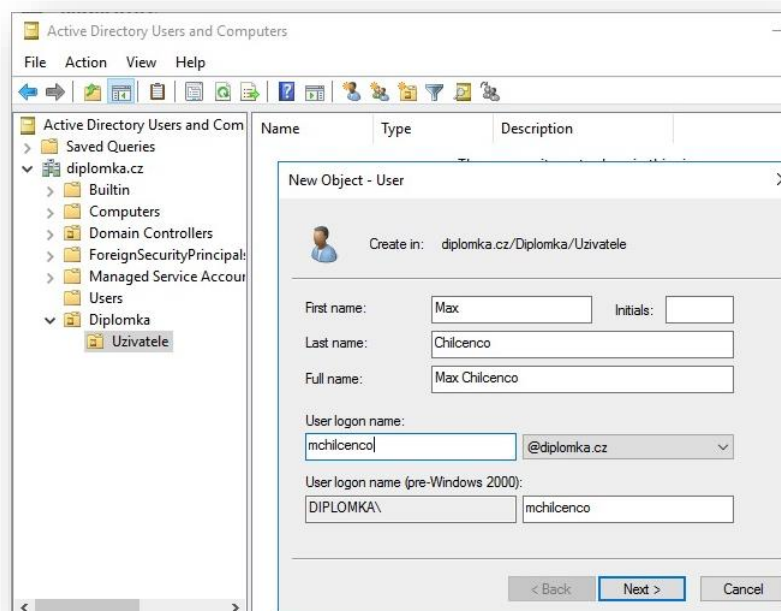 Active Directory Users and Computers
File Action View Help
Active Directory Users and Com
Saved Queries
diplomka.cz
Builtin
Computers
Domain Controllers
ForeignSecurityPrincipals
Managed Service Accour
Users
Diplomka
Uzivatele
Name Type Description
New Object - User
Create in: diplomka.cz/Diplomka/Uzivatele
First name: Max Initials:
Last name: Chilcenco
Full name: Max Chilcenco
User logon name:
mchilcenco @diplomka.cz
User logon name (pre-Windows 2000):
DIPLOMKA\ mchilcenco
< Back Next > Cancel